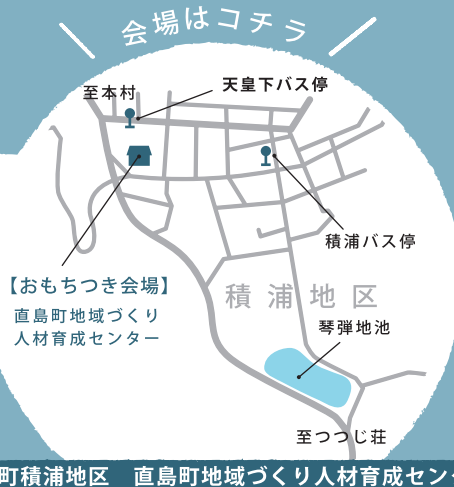 会場はコチラ
至本村
天皇下バス停
積浦バス停
【おもちつき会場】
直島町地域づくり
人材育成センター
積浦地区
琴弾地池
至つつじ荘
町積浦地区　直島町地域づくり人材育成セン